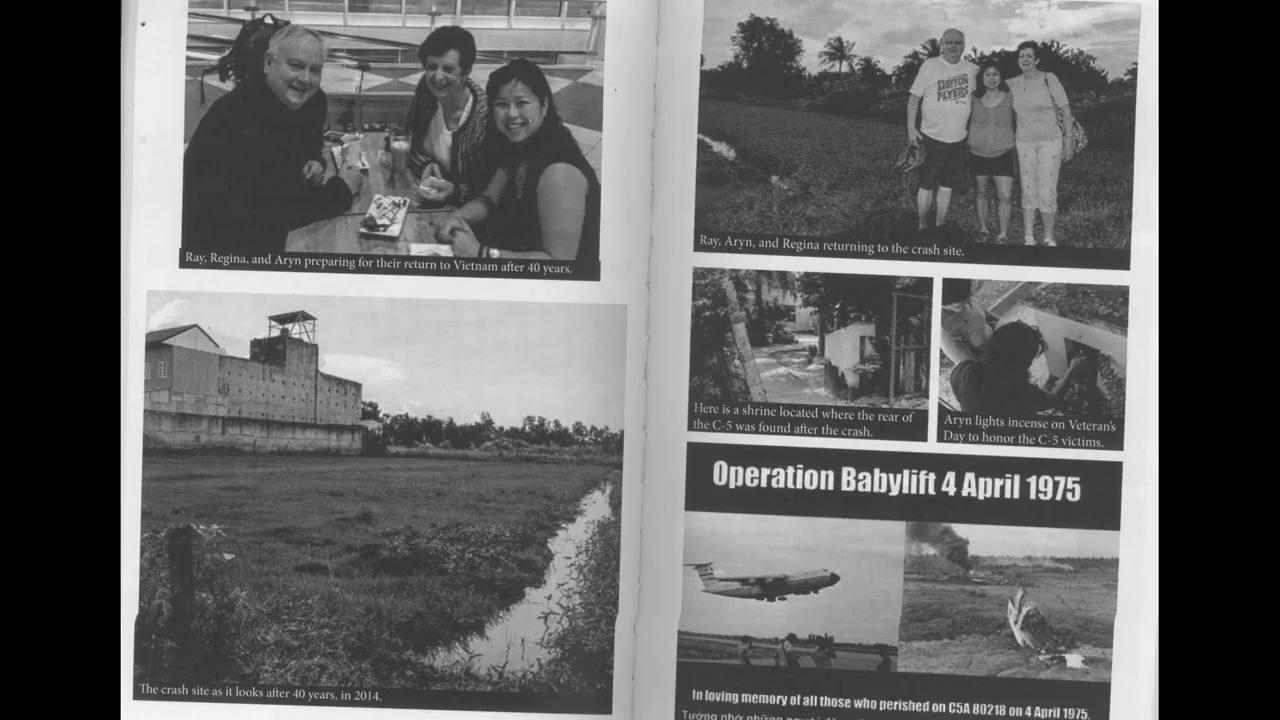 Ray, Regina, and Aryn preparing for their return to Vietnam after 40 years.
The crash site as it looks after 40 years, in 2014.
DAYTON
FLYERS
Ray, Aryn, and Regina returning to the crash site.
Here is a shrine located where the rear of
the C-5 was found after the crash.
Aryn lights incense on Veteran's
Day to honor the C-5 victims.
Operation Babylift 4 April 1975
In loving memory of all those who perished on C5A 80218 on 4 April 1975.
Tưởng nhớ những người